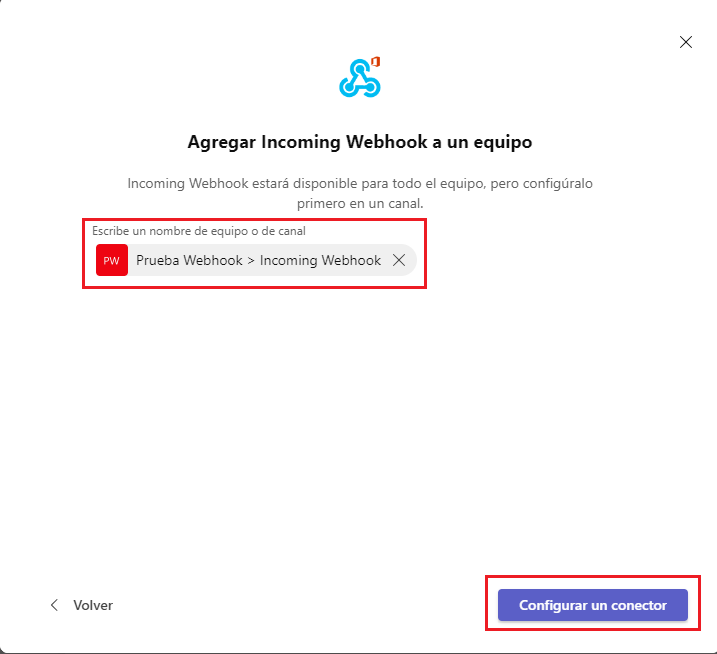 Agregar Incoming Webhook a un equipo
Incoming Webhook estará disponible para todo el equipo, pero configúralo
primero en un canal.
Escribe un nombre de equipo o de canal
PW Prueba Webhook > Incoming Webhook
Volver
Configurar un conector